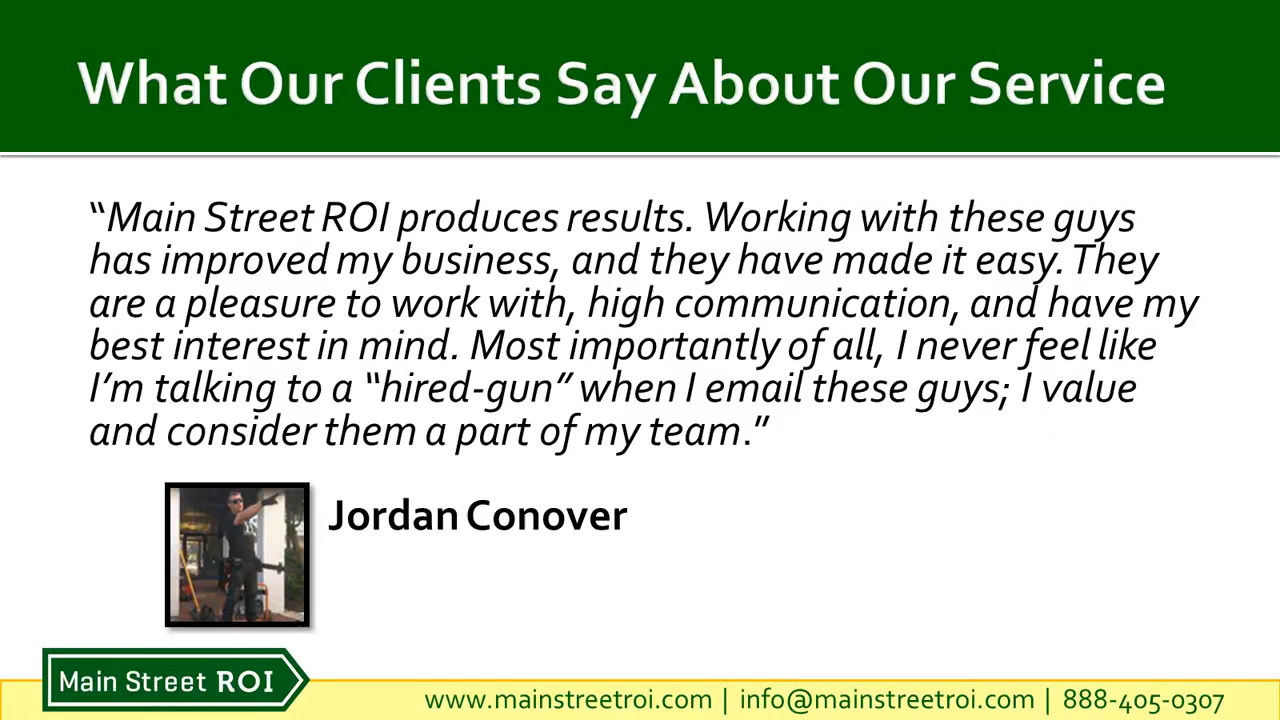 What Our Clients Say About Our Service
“Main Street ROI produces results. Working with these guys
has improved my business, and they have made it easy. They
are a pleasure to work with, high communication, and have my
best interest in mind. Most importantly of all, I never feel like
I’m talking to a “hired-gun” when I email these guys; I value
and consider them a part of my team.”
Jordan Conover
Main Street ROI
www.mainstreetroi.com | info@mainstreetroi.com | 888-405-0307